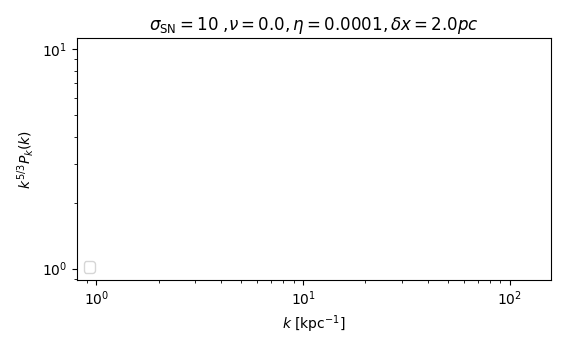 σ_SN = 10 ,ν = 0.0, η = 0.0001, δx = 2.0pc
10^1
k^{5/3}P_k(k)
10^0
10^0 10^1 10^2
k [kpc^{-1}]